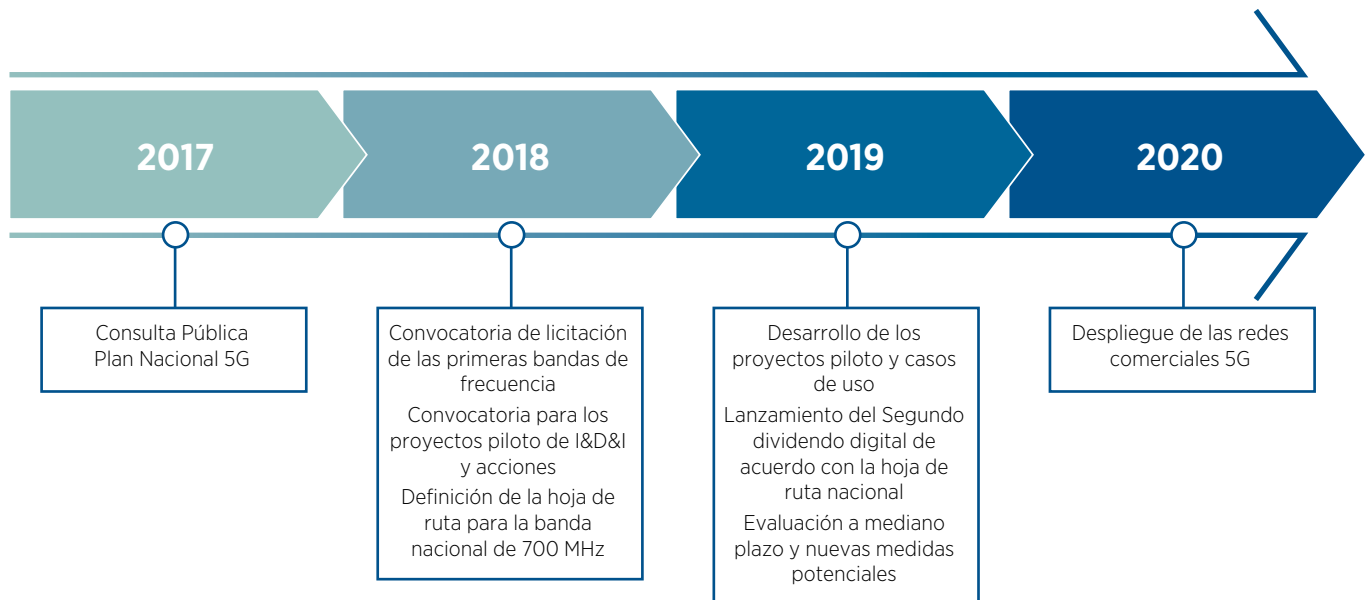 2017
2018
2019
2020
Consulta Pública
Plan Nacional 5G
Convocatoria de licitación
de las primeras bandas de
frecuencia
Convocatoria para los
proyectos piloto de I&D&I
y acciones
Definición de la hoja de
ruta para la banda
nacional de 700 MHz
Desarrollo de los
proyectos piloto y casos
de uso
Lanzamiento del Segundo
dividendo digital de
acuerdo con la hoja de
ruta nacional
Evaluación a mediano
plazo y nuevas medidas
potenciales
Despliegue de las redes
comerciales 5G